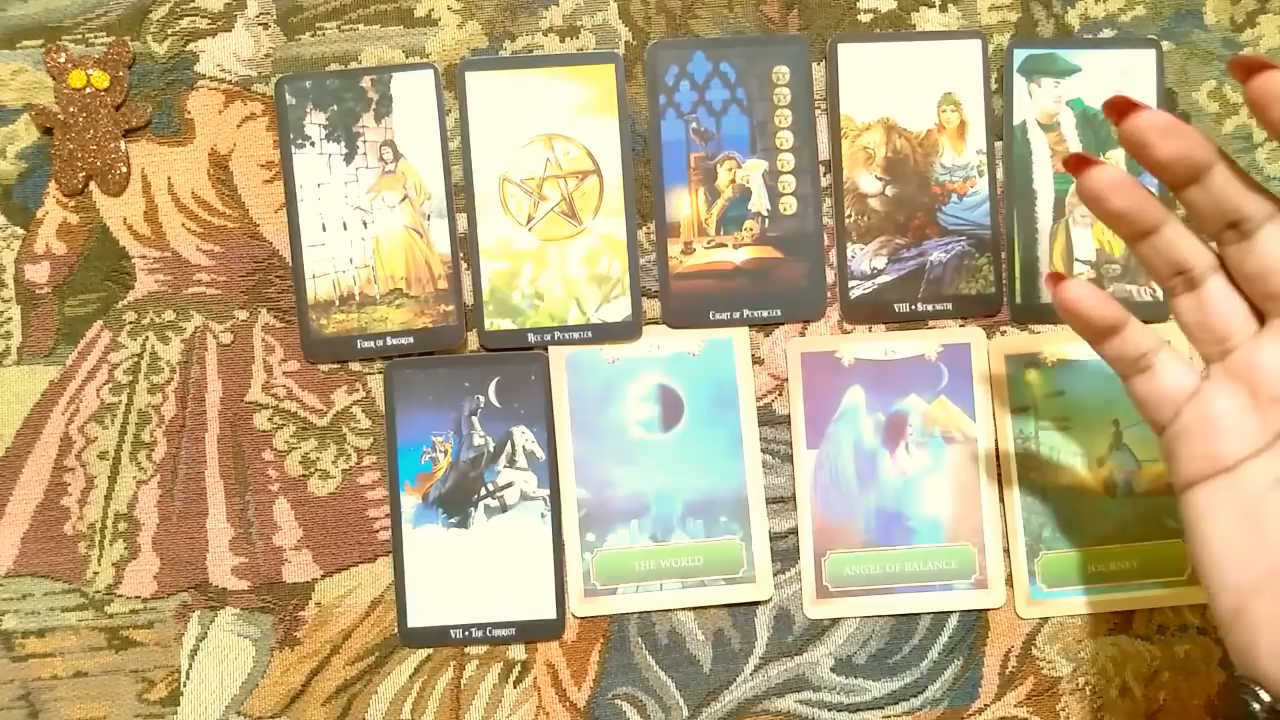 FOUR OF SWORDS
ACE OF PENTACLES
EIGHT OF PENTACLES
VIII • STRENGTH
VII • THE CHARIOT
THE WORLD
ANGEL OF BALANCE
JOURNEY